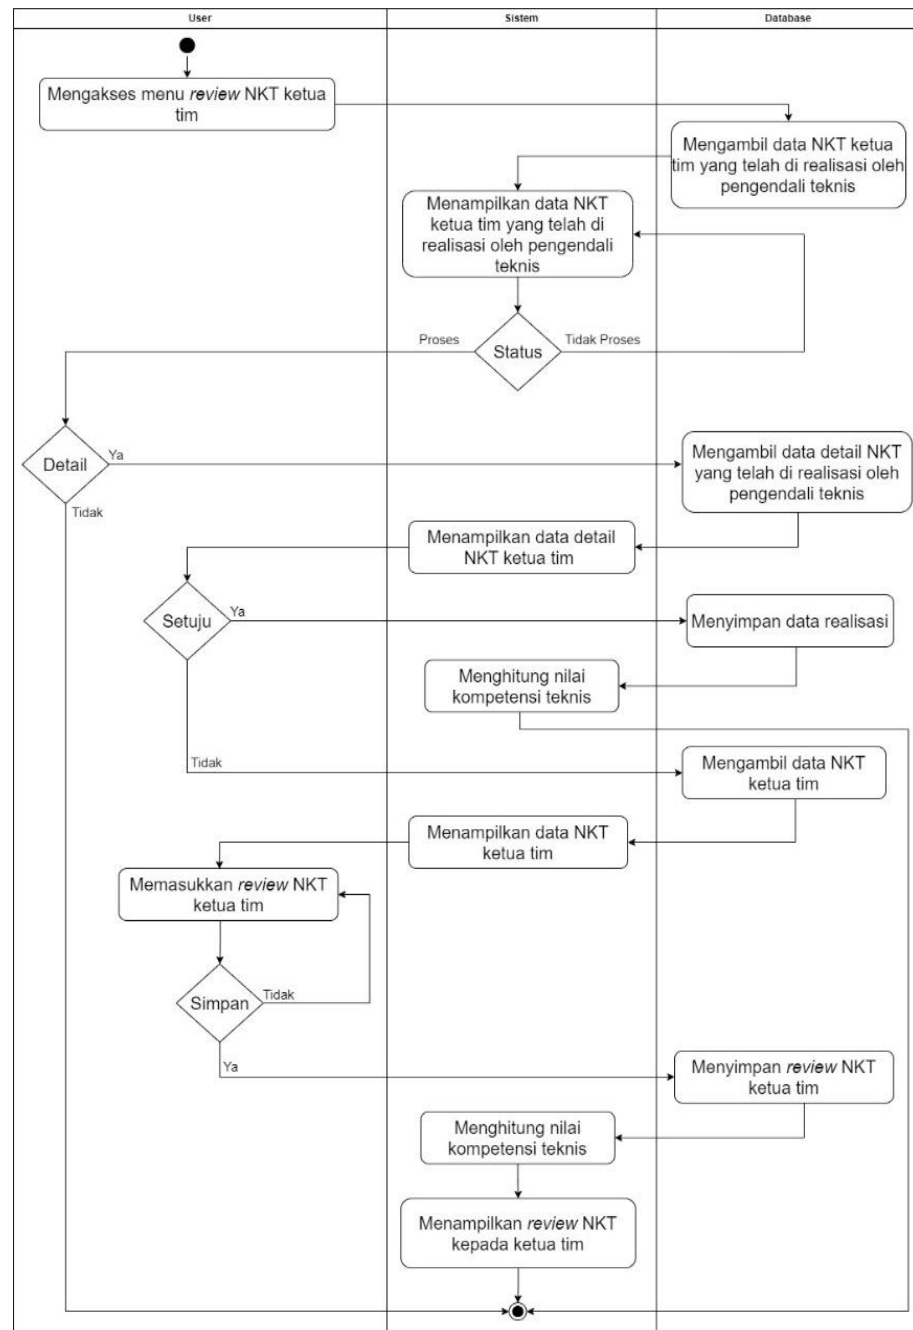 User
Sistem
Database
Mengakses menu review NKT ketua
tim
Mengambil data NKT ketua
tim yang telah di realisasi oleh
pengendali teknis
Menampilkan data NKT
ketua tim yang telah di
realisasi oleh pengendali
teknis
Proses
Status
Tidak Proses
Detail
Ya
Tidak
Mengambil data detail NKT
yang telah di realisasi oleh
pengendali teknis
Menampilkan data detail
NKT ketua tim
Setuju
Ya
Menyimpan data realisasi
Menghitung nilai
kompetensi teknis
Tidak
Mengambil data NKT
ketua tim
Menampilkan data NKT
ketua tim
Memasukkan review NKT
ketua tim
Simpan
Tidak
Ya
Menyimpan review NKT
ketua tim
Menghitung nilai
kompetensi teknis
Menampilkan review NKT
kepada ketua tim